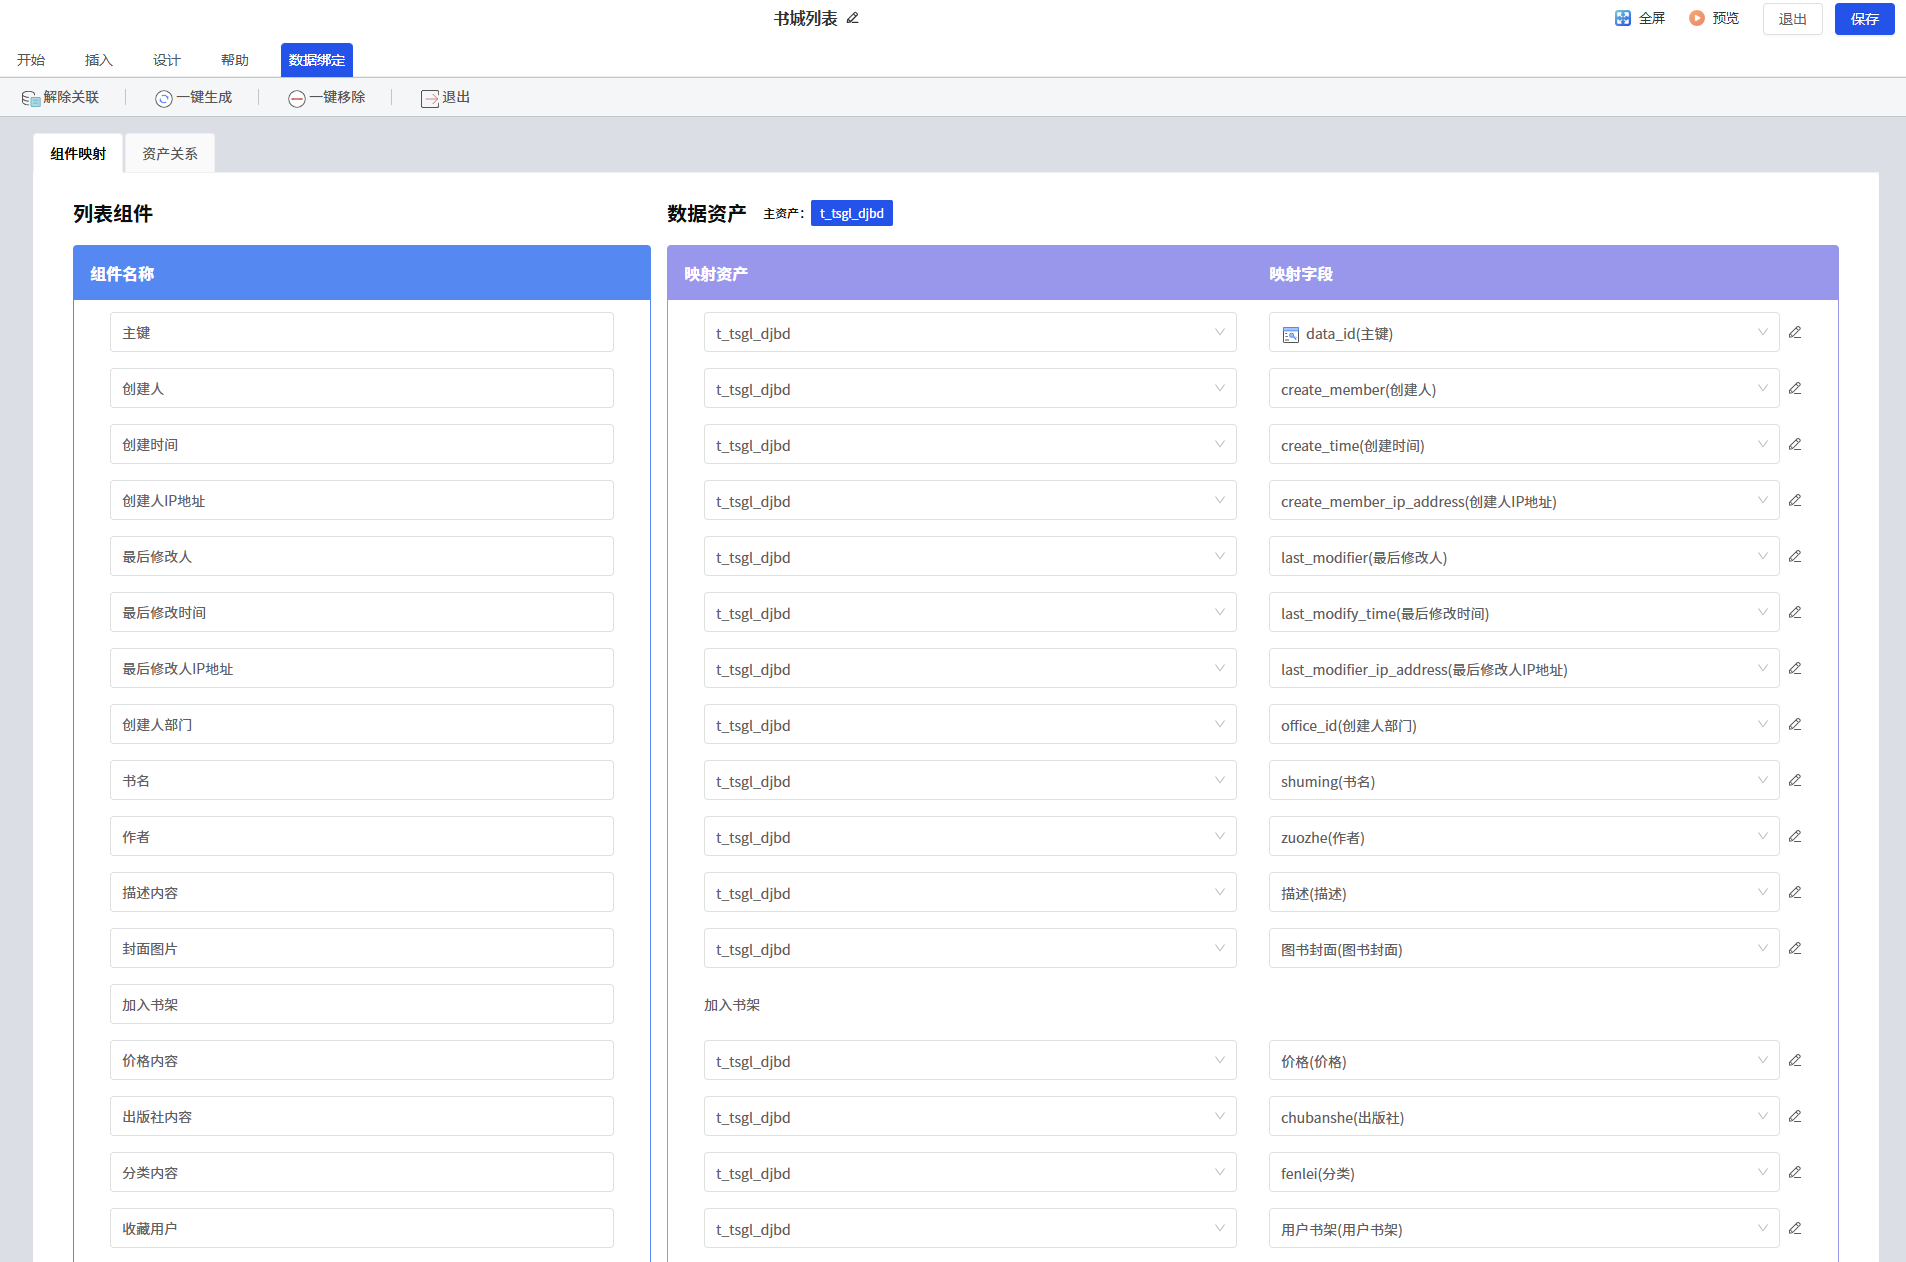 书城列表
全屏
预览
退出
保存
开始
插入
设计
帮助
数据绑定
解除关联
一键生成
一键移除
退出
组件映射
资产关系
列表组件
数据资产
主资产：
t_tsgl_djbd
组件名称
映射资产
映射字段
主键
t_tsgl_djbd
data_id(主键)
创建人
t_tsgl_djbd
create_member(创建人)
创建时间
t_tsgl_djbd
create_time(创建时间)
创建人IP地址
t_tsgl_djbd
create_member_ip_address(创建人IP地址)
最后修改人
t_tsgl_djbd
last_modifier(最后修改人)
最后修改时间
t_tsgl_djbd
last_modify_time(最后修改时间)
最后修改人IP地址
t_tsgl_djbd
last_modifier_ip_address(最后修改人IP地址)
创建人部门
t_tsgl_djbd
office_id(创建人部门)
书名
t_tsgl_djbd
shuming(书名)
作者
t_tsgl_djbd
zuozhe(作者)
描述内容
t_tsgl_djbd
描述(描述)
封面图片
t_tsgl_djbd
图书封面(图书封面)
加入书架
加入书架
价格内容
t_tsgl_djbd
价格(价格)
出版社内容
t_tsgl_djbd
chubanshe(出版社)
分类内容
t_tsgl_djbd
fenlei(分类)
收藏用户
t_tsgl_djbd
用户书架(用户书架)